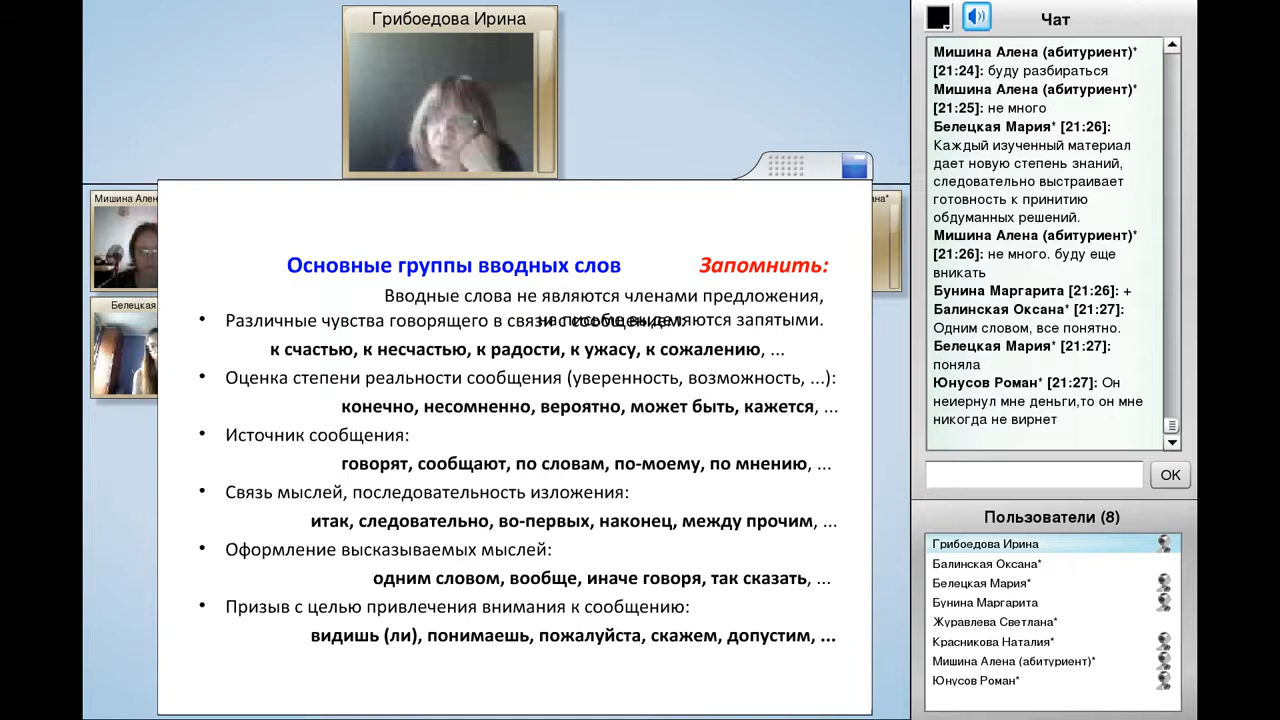 Грибоедова Ирина
Мишина Ален
ана*
Белецкая
Основные группы вводных слов
Запомнить:
Вводные слова не являются членами предложения,
на письме выделяются запятыми.
• Различные чувства говорящего в связи с сообщением:
к счастью, к несчастью, к радости, к ужасу, к сожалению, ...
• Оценка степени реальности сообщения (уверенность, возможность, ...):
конечно, несомненно, вероятно, может быть, кажется, ...
• Источник сообщения:
говорят, сообщают, по словам, по-моему, по мнению, ...
• Связь мыслей, последовательность изложения:
итак, следовательно, во-первых, наконец, между прочим, ...
• Оформление высказываемых мыслей:
одним словом, вообще, иначе говоря, так сказать, ...
• Призыв с целью привлечения внимания к сообщению:
видишь (ли), понимаешь, пожалуйста, скажем, допустим, ...
Чат
Мишина Алена (абитуриент)*
[21:24]: буду разбираться
Мишина Алена (абитуриент)*
[21:25]: не много
Белецкая Мария* [21:26]:
Каждый изученный материал
дает новую степень знаний,
следовательно выстраивает
готовность к принитию
обдуманных решений.
Мишина Алена (абитуриент)*
[21:26]: не много. буду еще
вникать
Бунина Маргарита [21:26]: +
Балинская Оксана* [21:27]:
Одним словом, все понятно.
Белецкая Мария* [21:27]:
поняла
Юнусов Роман* [21:27]: Он
неиернул мне деньги,то он мне
никогда не вирнет
OK
Пользователи (8)
Грибоедова Ирина
Балинская Оксана*
Белецкая Мария*
Бунина Маргарита
Журавлева Светлана*
Красникова Наталия*
Мишина Алена (абитуриент)*
Юнусов Роман*